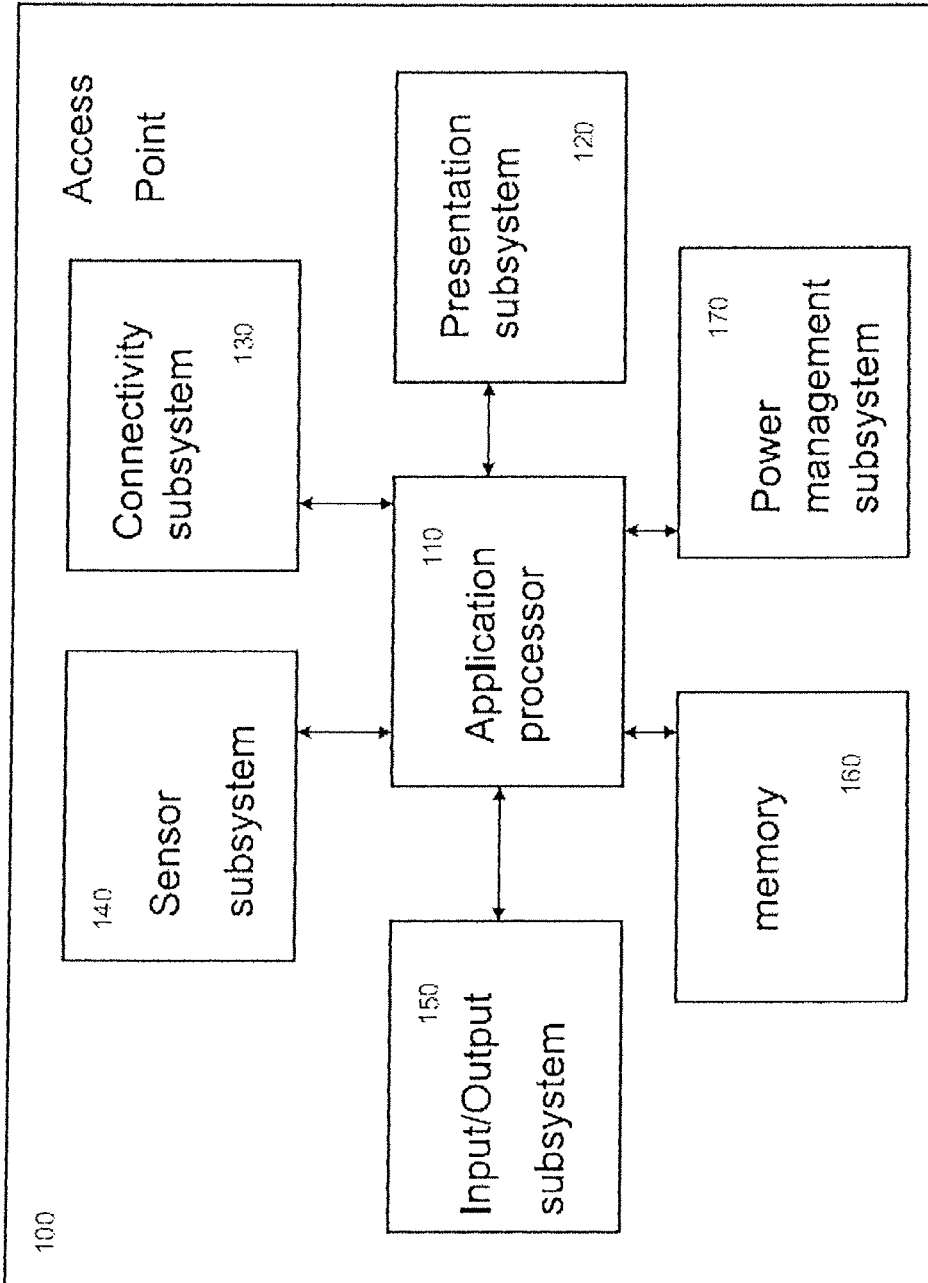 100
Access
Point
140
Sensor
subsystem
Connectivity
subsystem
130
150
Input/Output
subsystem
110
Application
processor
Presentation
subsystem
120
memory
160
170
Power
management
subsystem